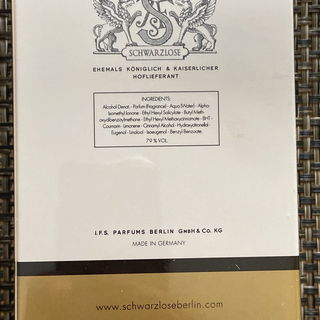 S
SCHWARZLOSE
EHEMALS KÖNIGLICH & KAISERLICHER
HOFLIEFERANT
INGREDIENTS:
Alcohol Denat. - Parfum (Fragrance) - Aqua (Water) - Alpha
Isomethyl Ionone - Ethyl Hexyl Salicylate - Butyl Meth-
oxydibenzoylmethane - Ethyl Hexyl Methoxycinnamate - BHT -
Coumarin - Limonene - Cinnamyl Alcohol - Hydroxycitronellal -
Eugenol - Linalool - Isoeugenol - Benzyl Benzoate.
79 % VOL.
I.F.S. PARFUMS BERLIN GMBH & CO. KG
MADE IN GERMANY
www.schwarzloseberlin.com